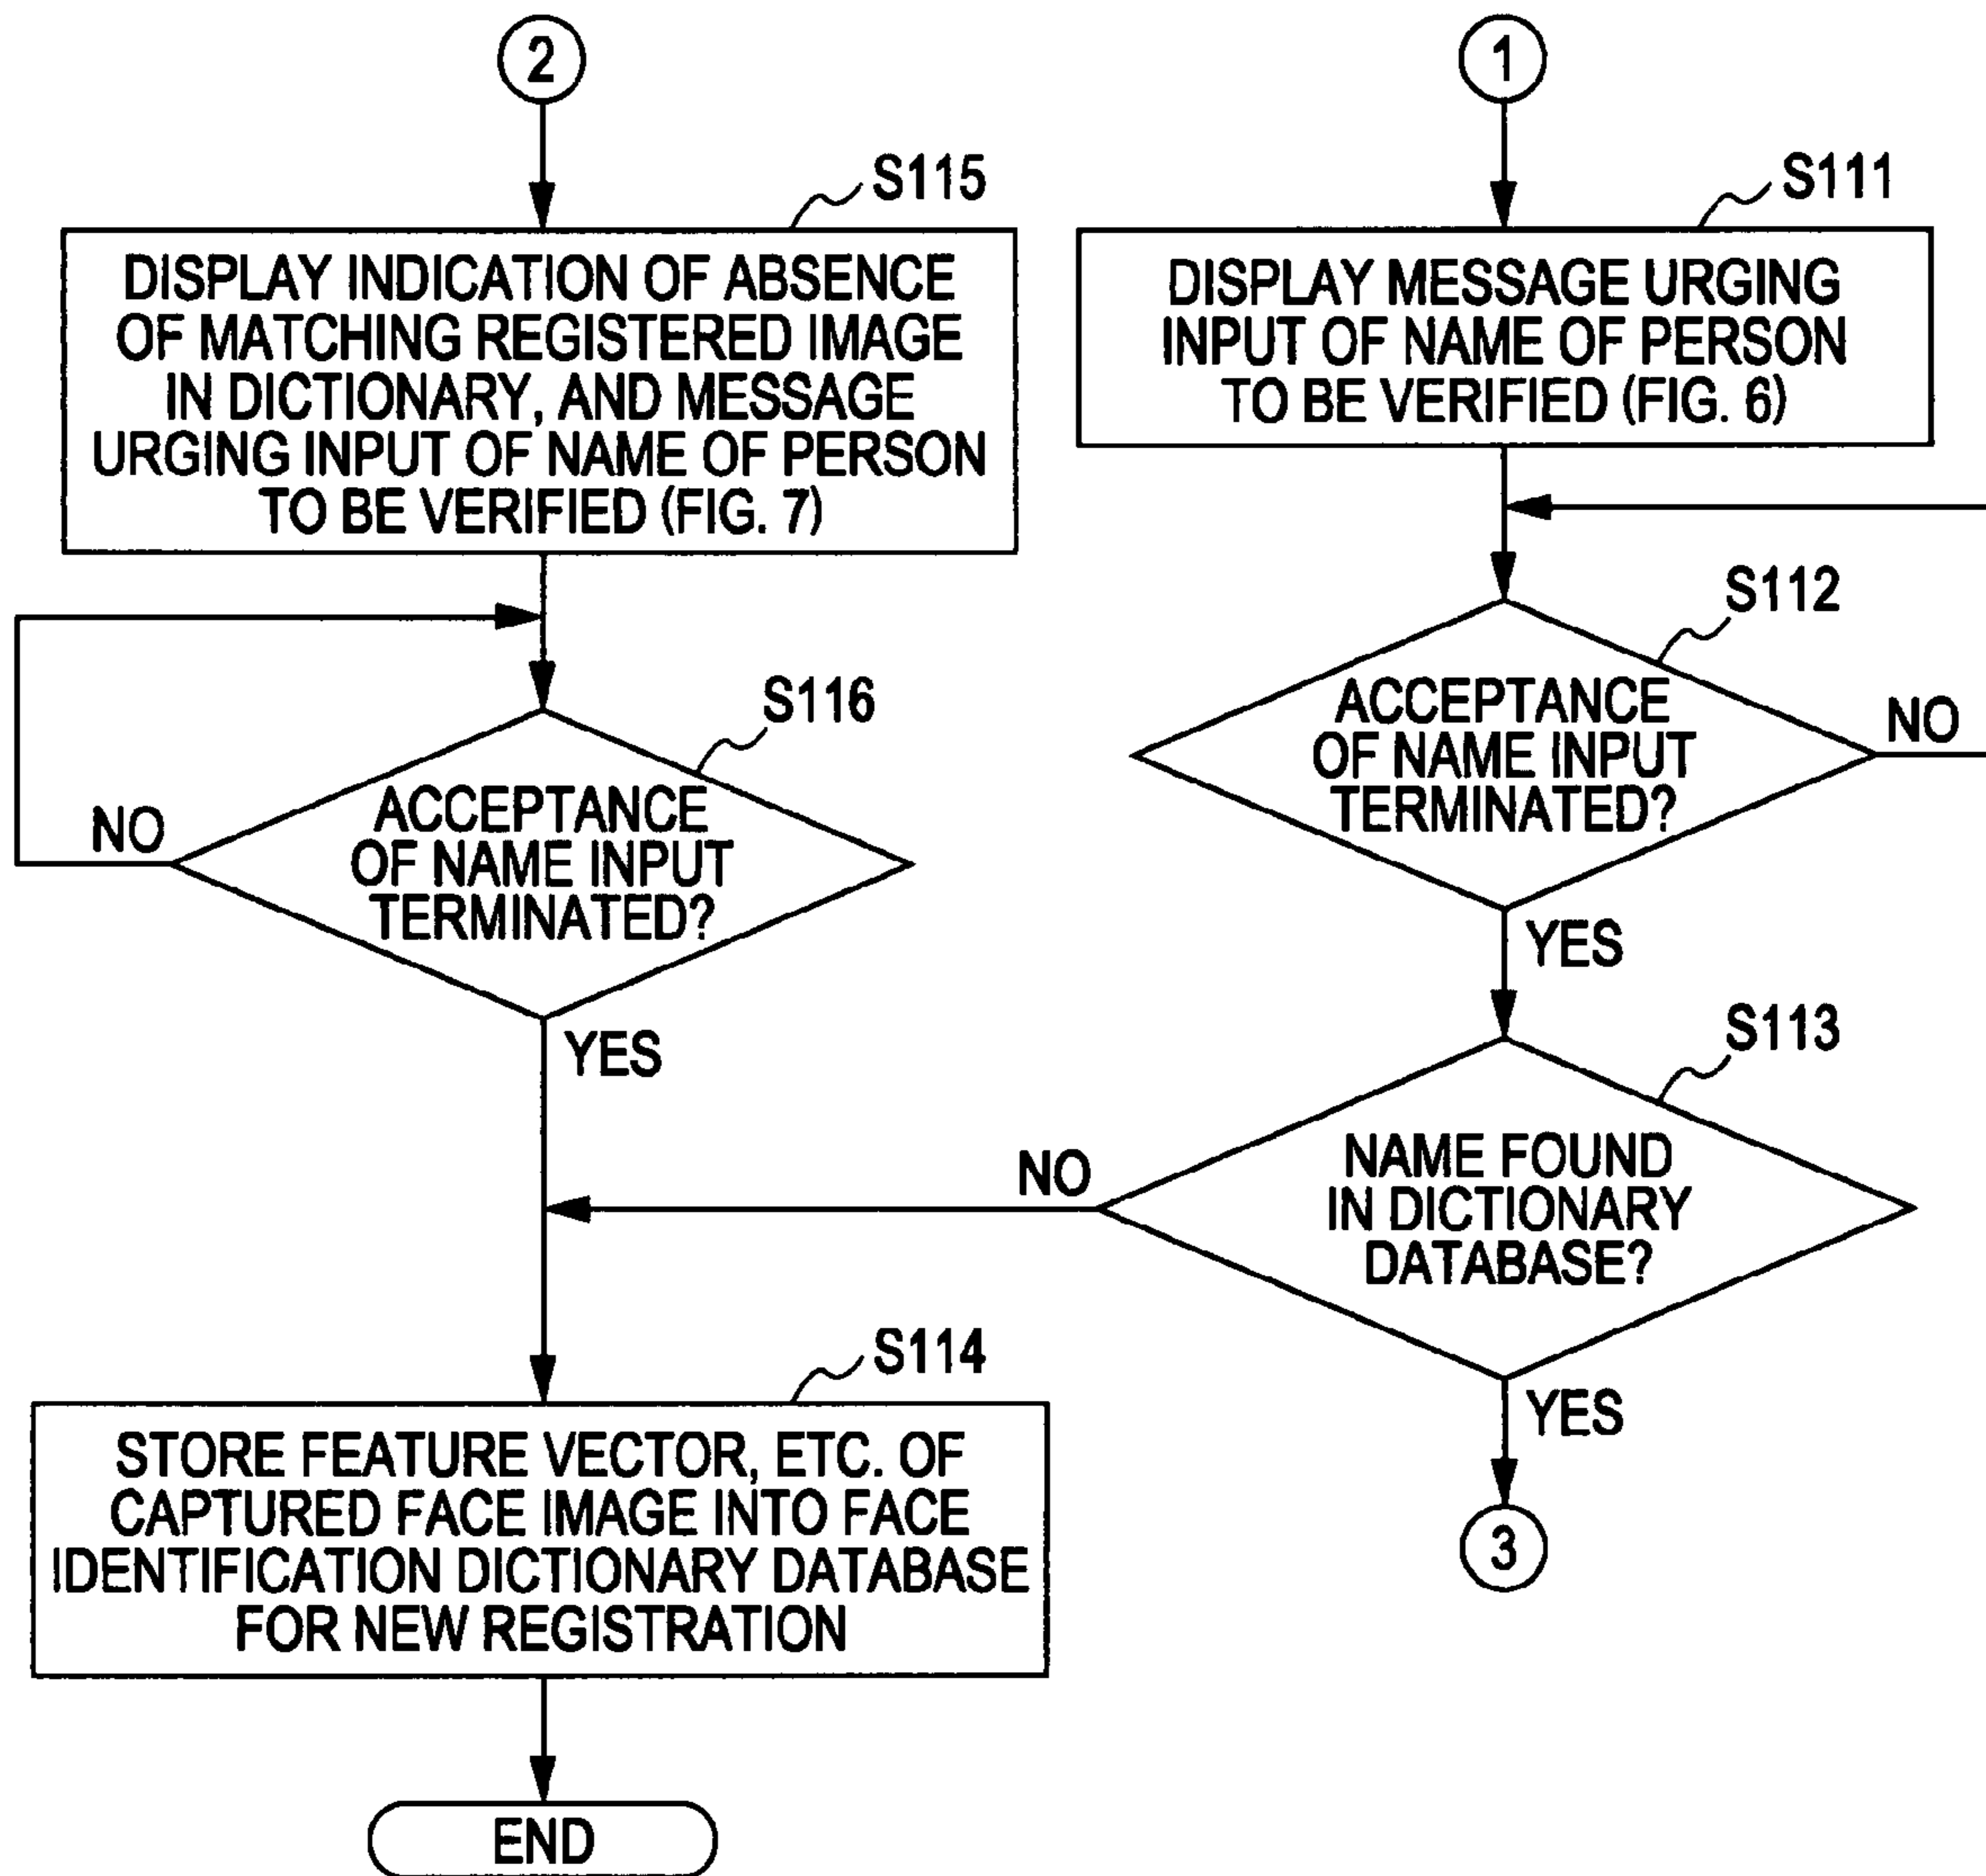 2
S115
DISPLAY INDICATION OF ABSENCE
OF MATCHING REGISTERED IMAGE
IN DICTIONARY, AND MESSAGE
URGING INPUT OF NAME OF PERSON
TO BE VERIFIED (FIG. 7)
S116
ACCEPTANCE
OF NAME INPUT
TERMINATED?
NO
YES
S114
STORE FEATURE VECTOR, ETC. OF
CAPTURED FACE IMAGE INTO FACE
IDENTIFICATION DICTIONARY DATABASE
FOR NEW REGISTRATION
END
1
S111
DISPLAY MESSAGE URGING
INPUT OF NAME OF PERSON
TO BE VERIFIED (FIG. 6)
S112
ACCEPTANCE
OF NAME INPUT
TERMINATED?
NO
YES
S113
NAME FOUND
IN DICTIONARY
DATABASE?
NO
YES
3